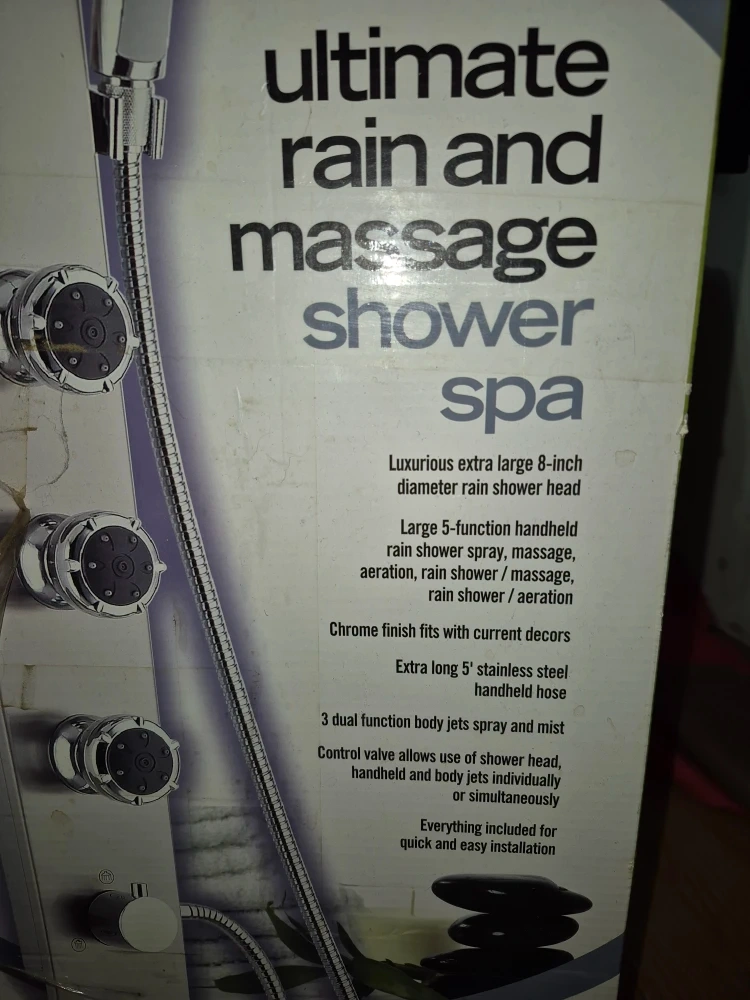 ultimate
rain and
massage
shower
spa
Luxurious extra large 8-inch
diameter rain shower head
Large 5-function handheld
rain shower spray, massage,
aeration, rain shower / massage,
rain shower / aeration
Chrome finish fits with current decors
Extra long 5' stainless steel
handheld hose
3 dual function body jets spray and mist
Control valve allows use of shower head,
handheld and body jets individually
or simultaneously
Everything included for
quick and easy installation